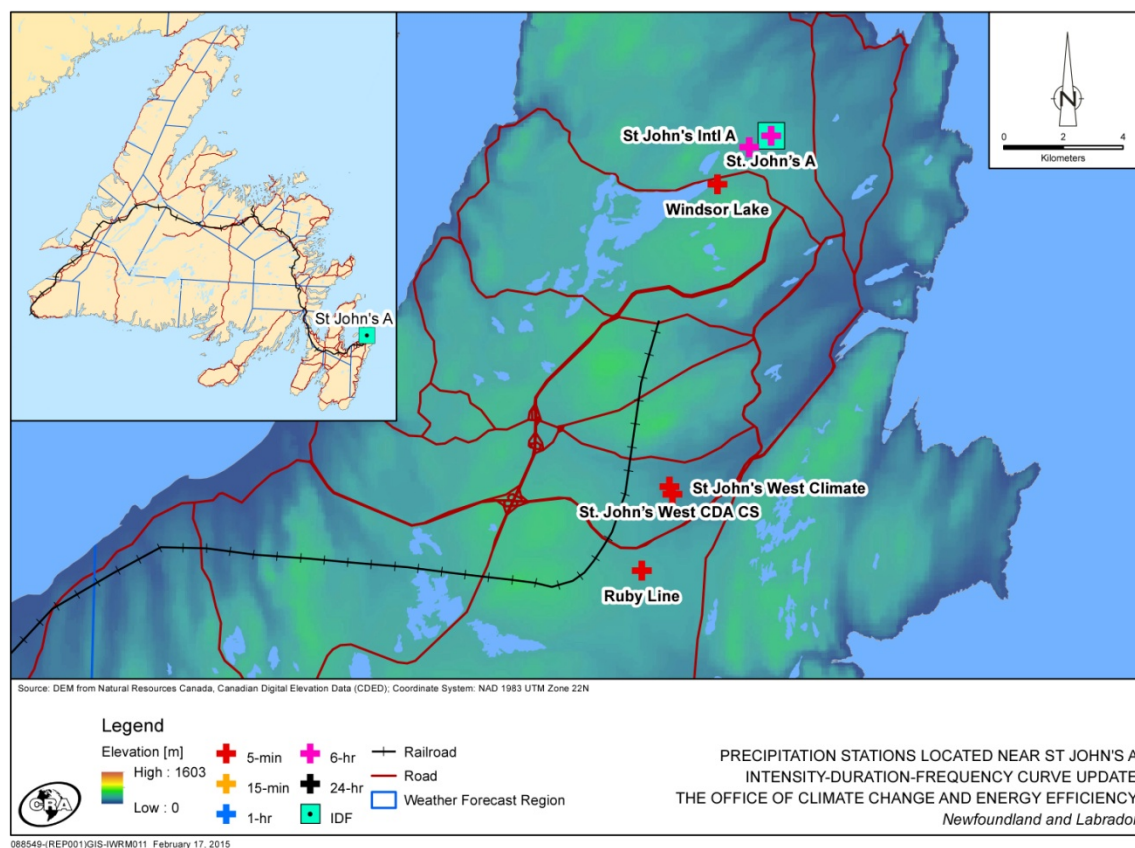 St John's A
N
0 2 4
Kilometers
St John's Intl A
St. John's A
Windsor Lake
St John's West Climate
St. John's West CDA CS
Ruby Line
Source: DEM from Natural Resources Canada, Canadian Digital Elevation Data (CDED); Coordinate System: NAD 1983 UTM Zone 22N
Legend
Elevation [m]
High : 1603
Low : 0
5-min
15-min
1-hr
6-hr
24-hr
IDF
Railroad
Road
Weather Forecast Region
CRA
PRECIPITATION STATIONS LOCATED NEAR ST JOHN'S A
INTENSITY-DURATION-FREQUENCY CURVE UPDATE
THE OFFICE OF CLIMATE CHANGE AND ENERGY EFFICIENCY
Newfoundland and Labrador
088549-(REP001)GIS-IWRM011 February 17, 2015